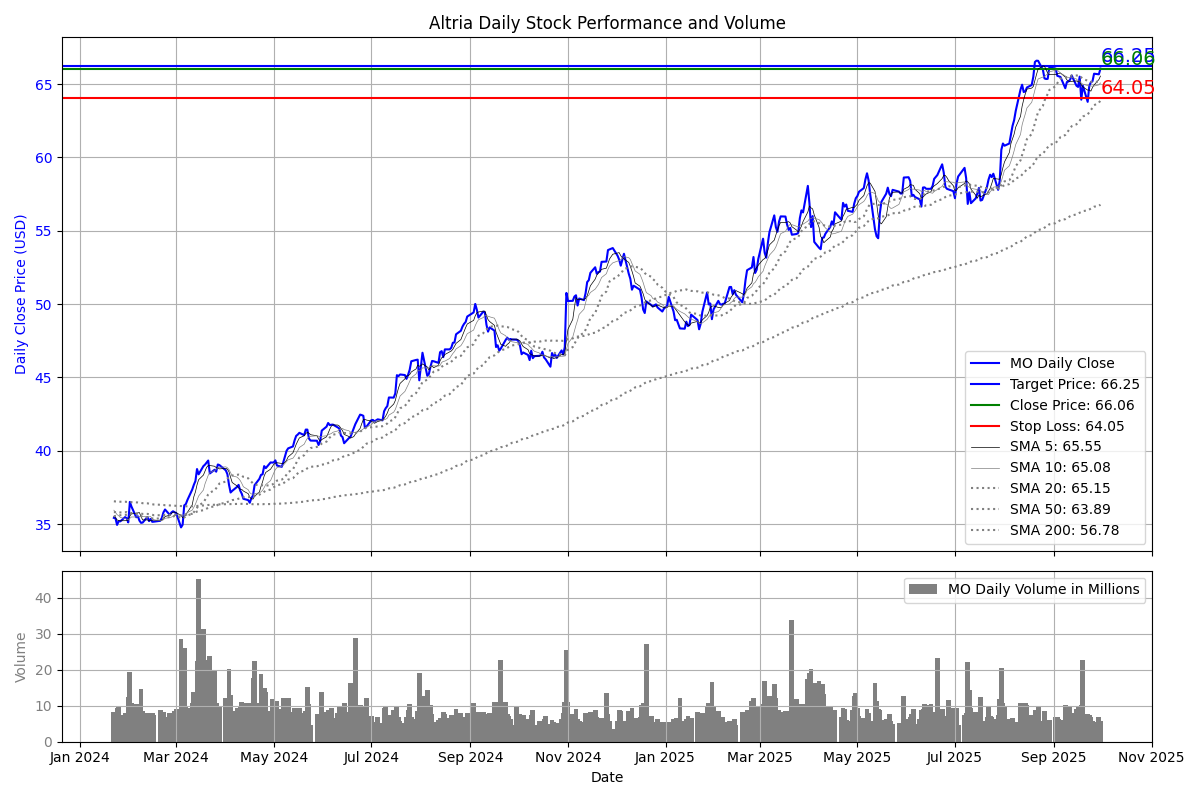 Altria Daily Stock Performance and Volume
66.25
66.06
64.05
Daily Close Price (USD)
65
60
55
50
45
40
35
MO Daily Close
Target Price: 66.25
Close Price: 66.06
Stop Loss: 64.05
SMA 5: 65.55
SMA 10: 65.08
SMA 20: 65.15
SMA 50: 63.89
SMA 200: 56.78
MO Daily Volume in Millions
Volume
40
30
20
10
0
Jan 2024
Mar 2024
May 2024
Jul 2024
Sep 2024
Nov 2024
Jan 2025
Mar 2025
May 2025
Jul 2025
Sep 2025
Nov 2025
Date